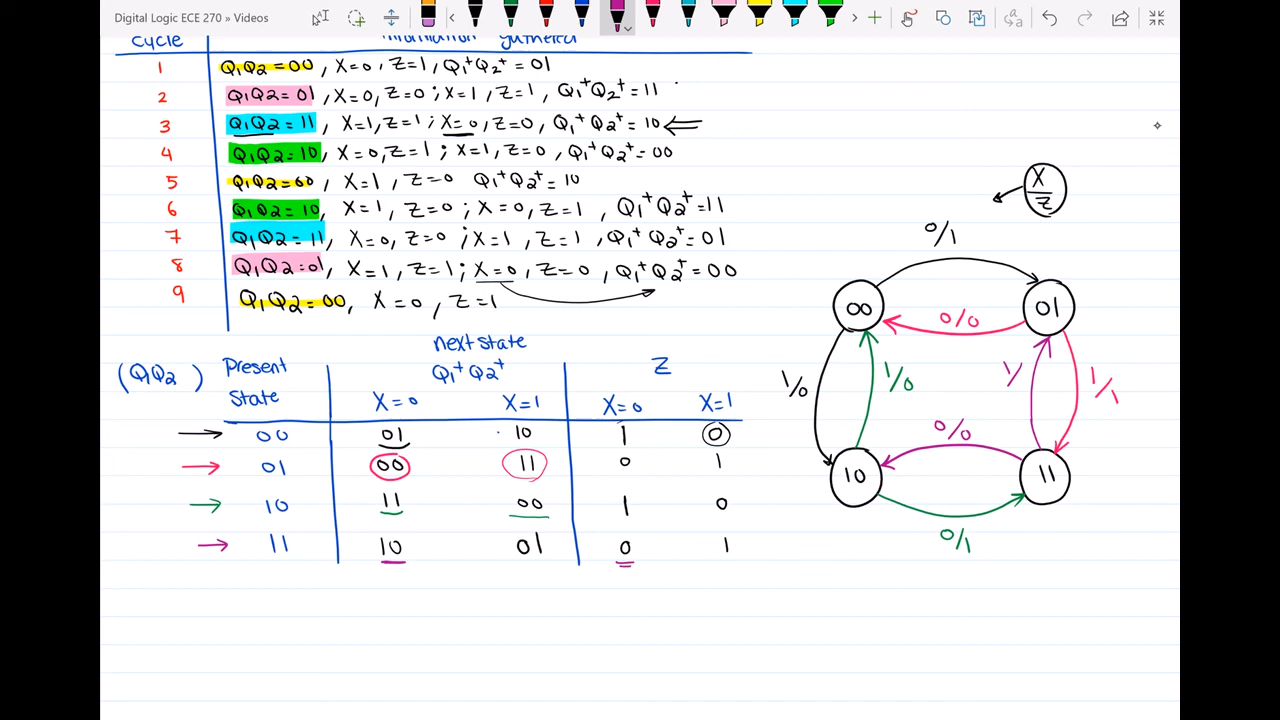 Digital Logic ECE 270 » Videos
Cycle Information gathered
1 Q1Q2 = 00, X=0, Z=1, Q1+Q2+ = 01
2 Q1Q2 = 01, X=0, Z=0 ; X=1, Z=1, Q1+Q2+ = 11
3 Q1Q2 = 11, X=1, Z=1 ; X=0, Z=0, Q1+Q2+ = 10 ⇐
4 Q1Q2 = 10, X=0, Z=1 ; X=1, Z=0, Q1+Q2+ = 00
5 Q1Q2 = 00, X=1, Z=0 Q1+Q2+ = 10
6 Q1Q2 = 10, X=1, Z=0 ; X=0, Z=1, Q1+Q2+ = 11
7 Q1Q2 = 11, X=0, Z=0 ; X=1, Z=1, Q1+Q2+ = 01
8 Q1Q2 = 01, X=1, Z=1 ; X=0, Z=0, Q1+Q2+ = 00
9 Q1Q2 = 00, X=0, Z=1
(Q1Q2) Present State
next state
Q1+Q2+
Z
X=0 X=1 X=0 X=1
00 01 10 1 0
01 00 11 0 1
10 11 00 1 0
11 10 01 0 1
X
Z
0/1
00
0/0
01
1/0
1/0
1/
1/1
0/0
10
11
0/1